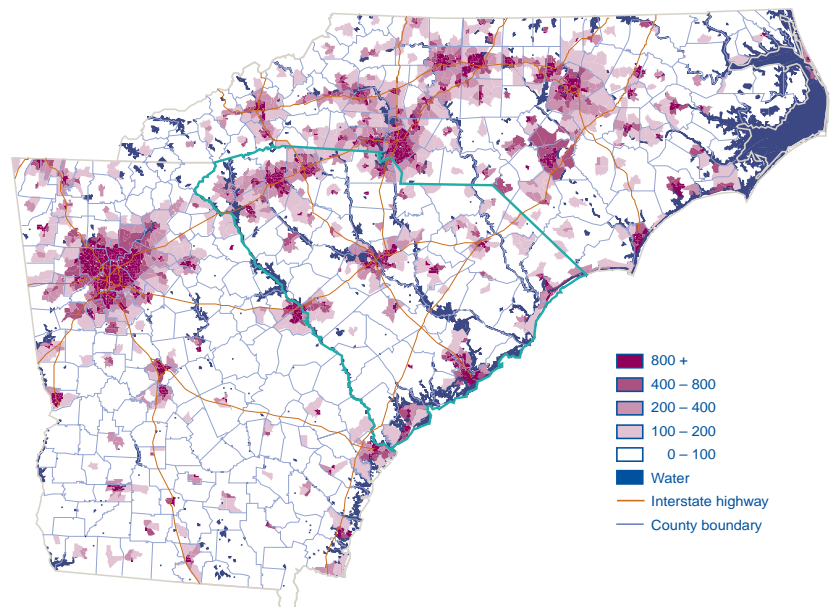 800 +
400 – 800
200 – 400
100 – 200
0 – 100
Water
Interstate highway
County boundary